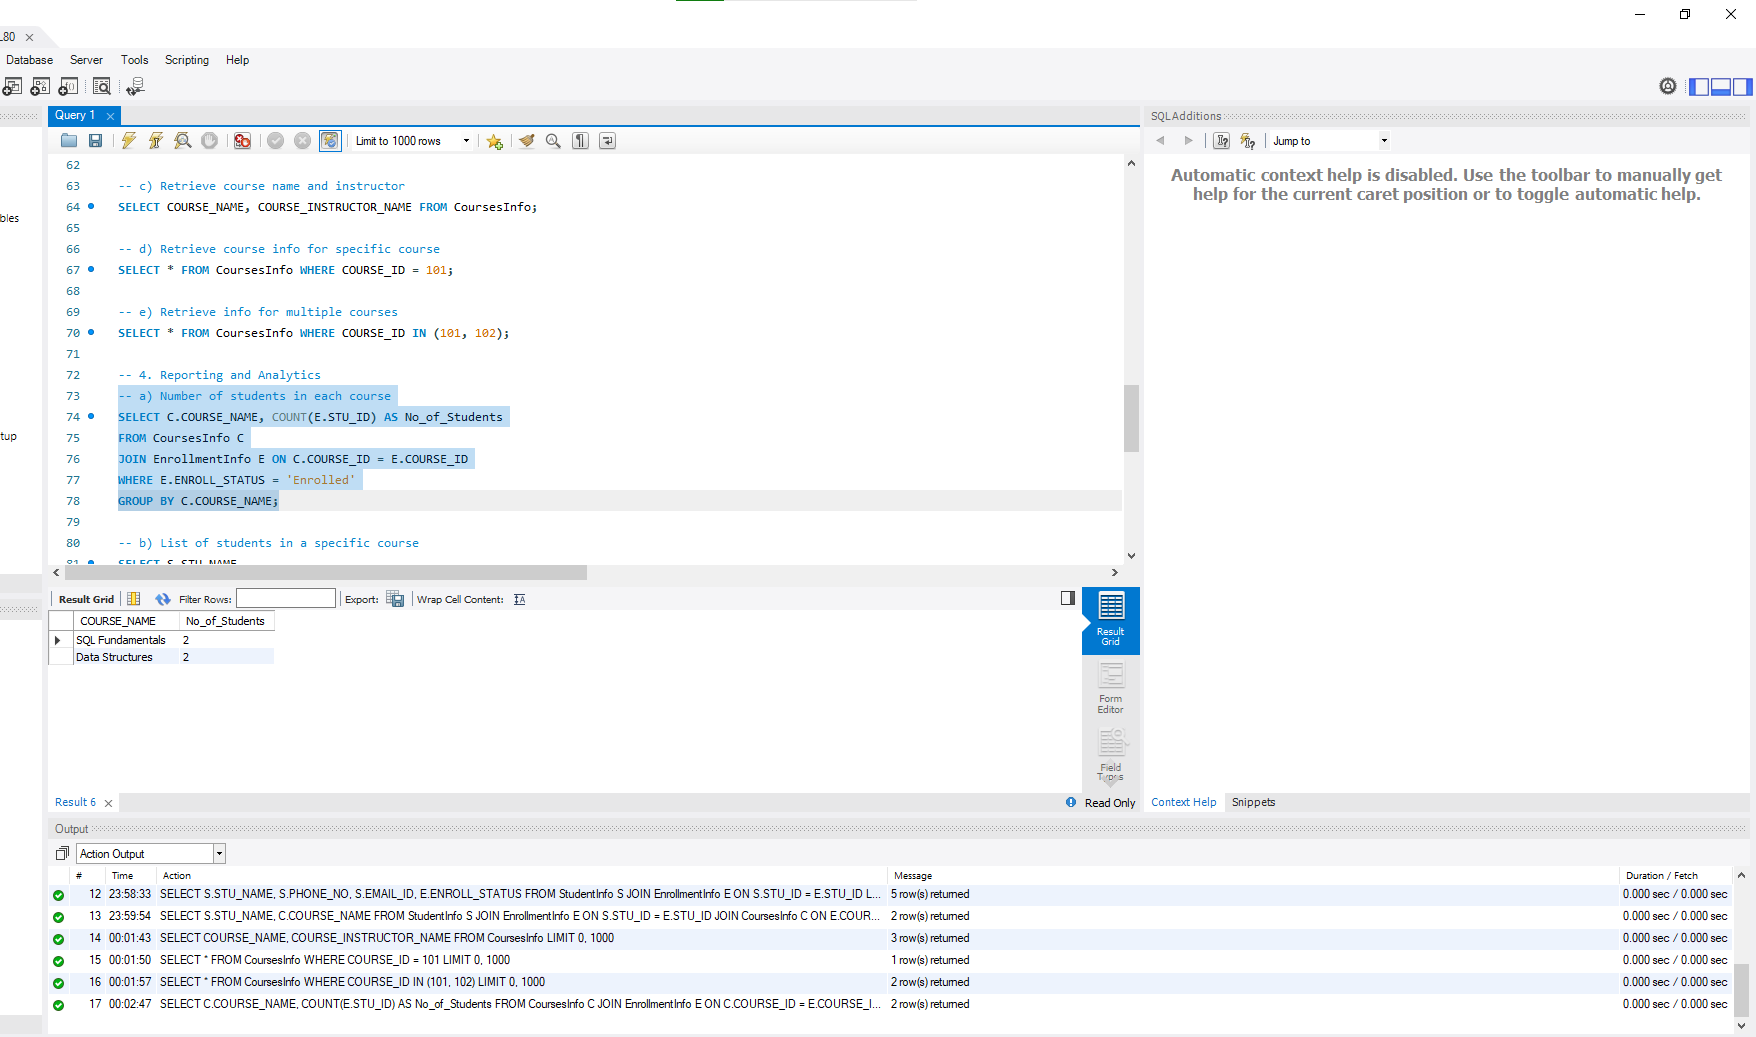 L80
Database Server Tools Scripting Help
Query 1
Limit to 1000 rows
SQLAdditions
Jump to
Automatic context help is disabled. Use the toolbar to manually get
help for the current caret position or to toggle automatic help.
bles
tup
62
63 -- c) Retrieve course name and instructor
64 SELECT COURSE_NAME, COURSE_INSTRUCTOR_NAME FROM CoursesInfo;
65
66 -- d) Retrieve course info for specific course
67 SELECT * FROM CoursesInfo WHERE COURSE_ID = 101;
68
69 -- e) Retrieve info for multiple courses
70 SELECT * FROM CoursesInfo WHERE COURSE_ID IN (101, 102);
71
72 -- 4. Reporting and Analytics
73 -- a) Number of students in each course
74 SELECT C.COURSE_NAME, COUNT(E.STU_ID) AS No_of_Students
75 FROM CoursesInfo C
76 JOIN EnrollmentInfo E ON C.COURSE_ID = E.COURSE_ID
77 WHERE E.ENROLL_STATUS = 'Enrolled'
78 GROUP BY C.COURSE_NAME;
79
80 -- b) List of students in a specific course
81 SELECT S.STU_NAME
Result Grid Filter Rows: Export: Wrap Cell Content:
COURSE_NAME No_of_Students
SQL Fundamentals 2
Data Structures 2
Result
Grid
Form
Editor
Field
Types
Result 6
Read Only
Context Help Snippets
Output
Action Output
# Time Action Message Duration / Fetch
12 23:58:33 SELECT S.STU_NAME, S.PHONE_NO, S.EMAIL_ID, E.ENROLL_STATUS FROM StudentInfo S JOIN EnrollmentInfo E ON S.STU_ID = E.STU_ID L... 5 row(s) returned 0.000 sec / 0.000 sec
13 23:59:54 SELECT S.STU_NAME, C.COURSE_NAME FROM StudentInfo S JOIN EnrollmentInfo E ON S.STU_ID = E.STU_ID JOIN CoursesInfo C ON E.COUR... 2 row(s) returned 0.000 sec / 0.000 sec
14 00:01:43 SELECT COURSE_NAME, COURSE_INSTRUCTOR_NAME FROM CoursesInfo LIMIT 0, 1000 3 row(s) returned 0.000 sec / 0.000 sec
15 00:01:50 SELECT * FROM CoursesInfo WHERE COURSE_ID = 101 LIMIT 0, 1000 1 row(s) returned 0.000 sec / 0.000 sec
16 00:01:57 SELECT * FROM CoursesInfo WHERE COURSE_ID IN (101, 102) LIMIT 0, 1000 2 row(s) returned 0.000 sec / 0.000 sec
17 00:02:47 SELECT C.COURSE_NAME, COUNT(E.STU_ID) AS No_of_Students FROM CoursesInfo C JOIN EnrollmentInfo E ON C.COURSE_ID = E.COURSE_I... 2 row(s) returned 0.000 sec / 0.000 sec